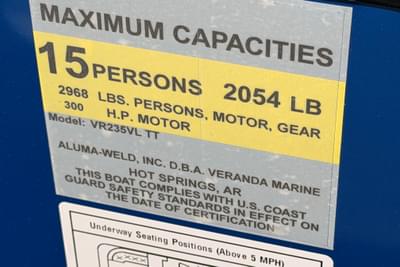 MAXIMUM CAPACITIES
15 PERSONS 2054 LB
2968 LBS. PERSONS, MOTOR, GEAR
300 H.P. MOTOR
Model: VR235VL TT
ALUMA-WELD, INC. D.B.A. VERANDA MARINE
HOT SPRINGS, AR
THIS BOAT COMPLIES WITH U.S. COAST
GUARD SAFETY STANDARDS IN EFFECT ON
THE DATE OF CERTIFICATION
Underway Seating Positions (Above 5 MPH)